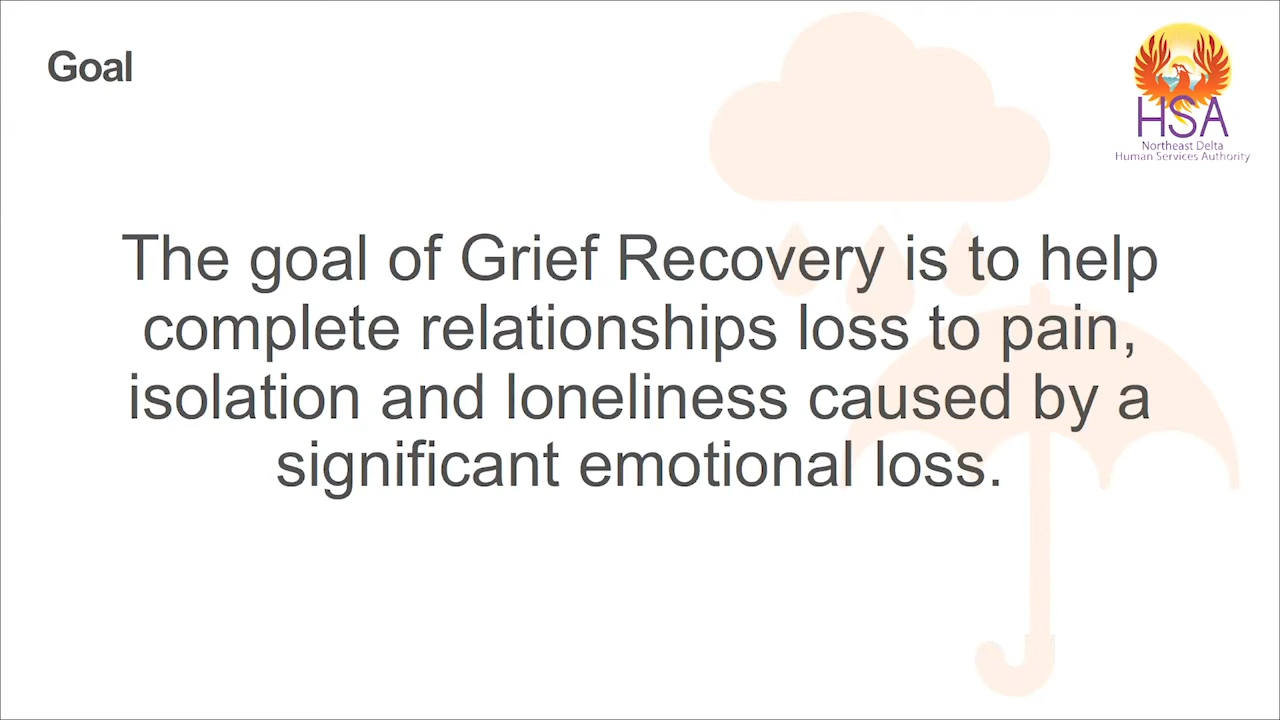 Goal
HSA
Northeast Delta
Human Services Authority
The goal of Grief Recovery is to help
complete relationships loss to pain,
isolation and loneliness caused by a
significant emotional loss.